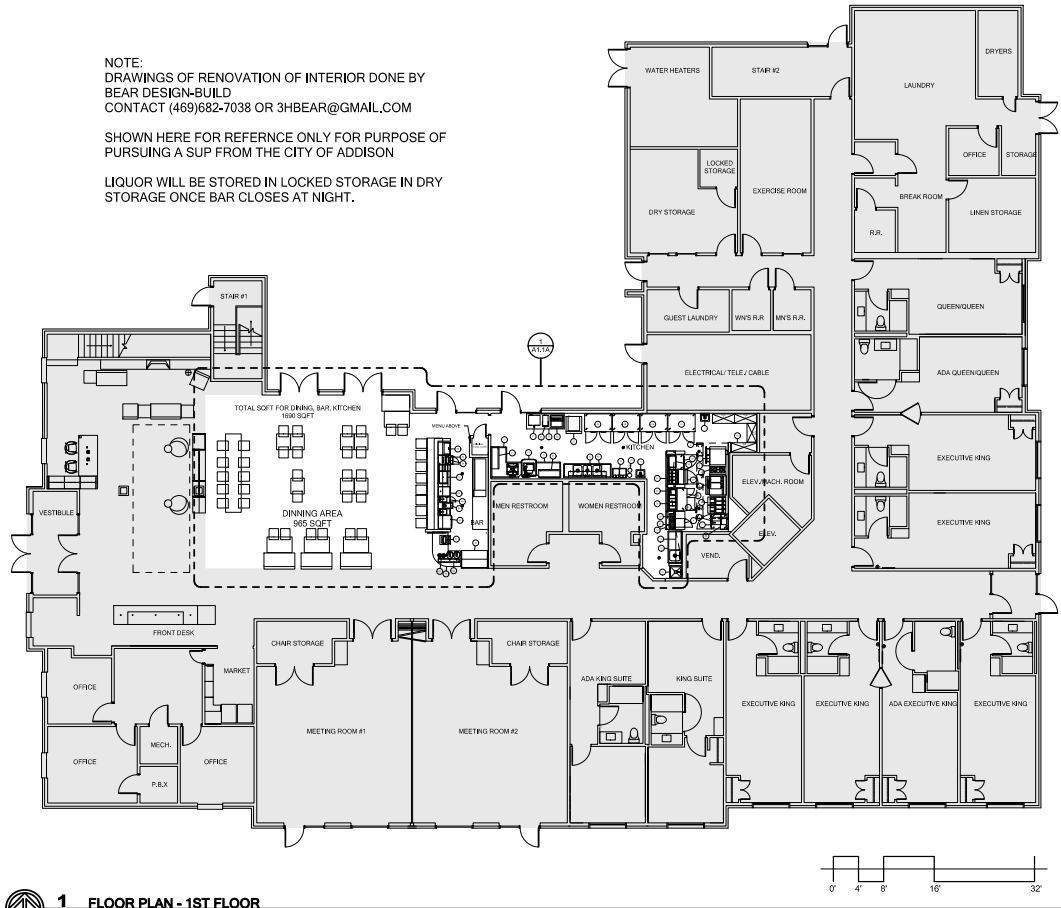 NOTE:
DRAWINGS OF RENOVATION OF INTERIOR DONE BY
BEAR DESIGN-BUILD
CONTACT (469)682-7038 OR 3HBEAR@GMAIL.COM
SHOWN HERE FOR REFERNCE ONLY FOR PURPOSE OF
PURSUING A SUP FROM THE CITY OF ADDISON
LIQUOR WILL BE STORED IN LOCKED STORAGE IN DRY
STORAGE ONCE BAR CLOSES AT NIGHT.
WATER HEATERS
STAIR #2
DRYERS
LAUNDRY
LOCKED
STORAGE
OFFICE
STORAGE
EXERCISE ROOM
BREAK ROOM
DRY STORAGE
LINEN STORAGE
R.R.
STAIR #1
QUEEN/QUEEN
GUEST LAUNDRY
WN'S R.R
MN'S R.R.
1
A1.1A
ELECTRICAL/ TELE./ CABLE
ADA QUEEN/QUEEN
TOTAL SQFT FOR DINING, BAR, KITCHEN
1690 SQFT
MENU ABOVE
KITCHEN
EXECUTIVE KING
ELEV.MACH. ROOM
VESTIBULE
DINNING AREA
965 SQFT
BAR
MEN RESTROOM
WOMEN RESTROOM
EXECUTIVE KING
ELEV.
VEND.
FRONT DESK
CHAIR STORAGE
CHAIR STORAGE
MARKET
ADA KING SUITE
KING SUITE
OFFICE
EXECUTIVE KING
EXECUTIVE KING
ADA EXECUTIVE KING
EXECUTIVE KING
MEETING ROOM #1
MEETING ROOM #2
MECH.
OFFICE
OFFICE
P.B.X
0'
4'
8'
16'
32'
1 FLOOR PLAN - 1ST FLOOR